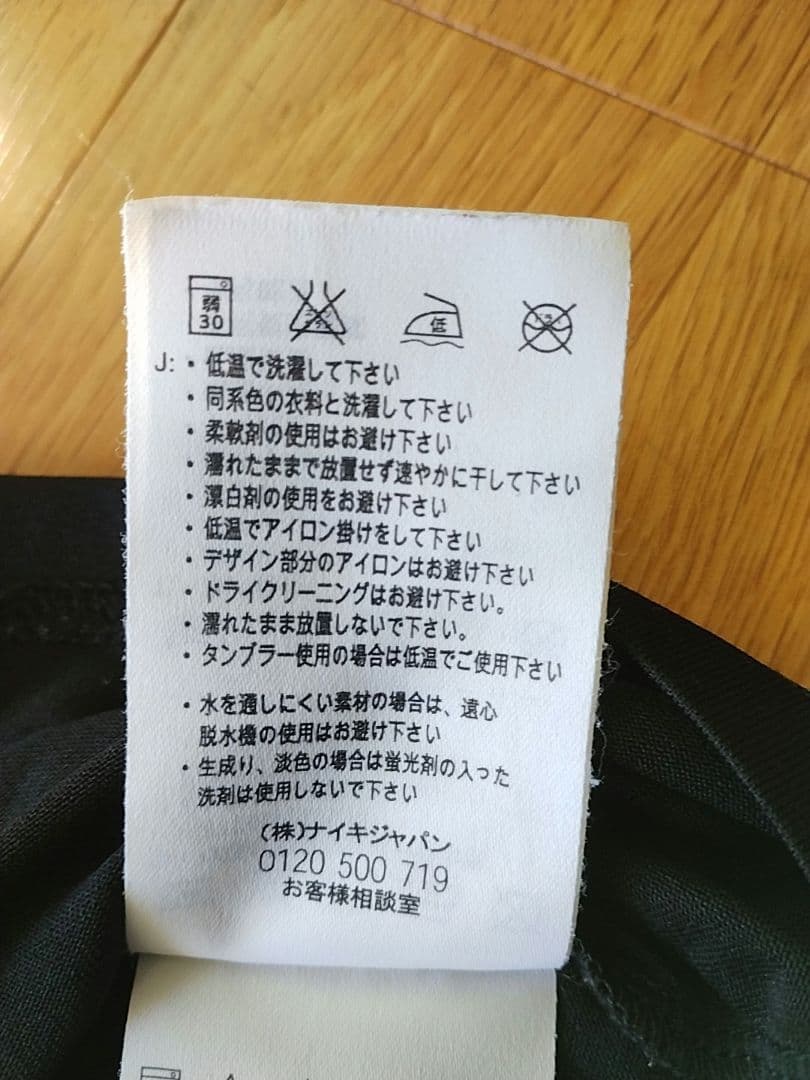 弱
30
低
ドライ
J: ・低温で洗濯して下さい
・同系色の衣料と洗濯して下さい
・柔軟剤の使用はお避け下さい
・濡れたままで放置せず速やかに干して下さい
・漂白剤の使用をお避け下さい
・低温でアイロン掛けをして下さい
・デザイン部分のアイロンはお避け下さい
・ドライクリーニングはお避け下さい。
・濡れたまま放置しないで下さい。
・タンブラー使用の場合は低温でご使用下さい
・水を通しにくい素材の場合は、遠心
脱水機の使用はお避け下さい
・生成り、淡色の場合は蛍光剤の入った
洗剤は使用しないで下さい
(株)ナイキジャパン
0120 500 719
お客様相談室